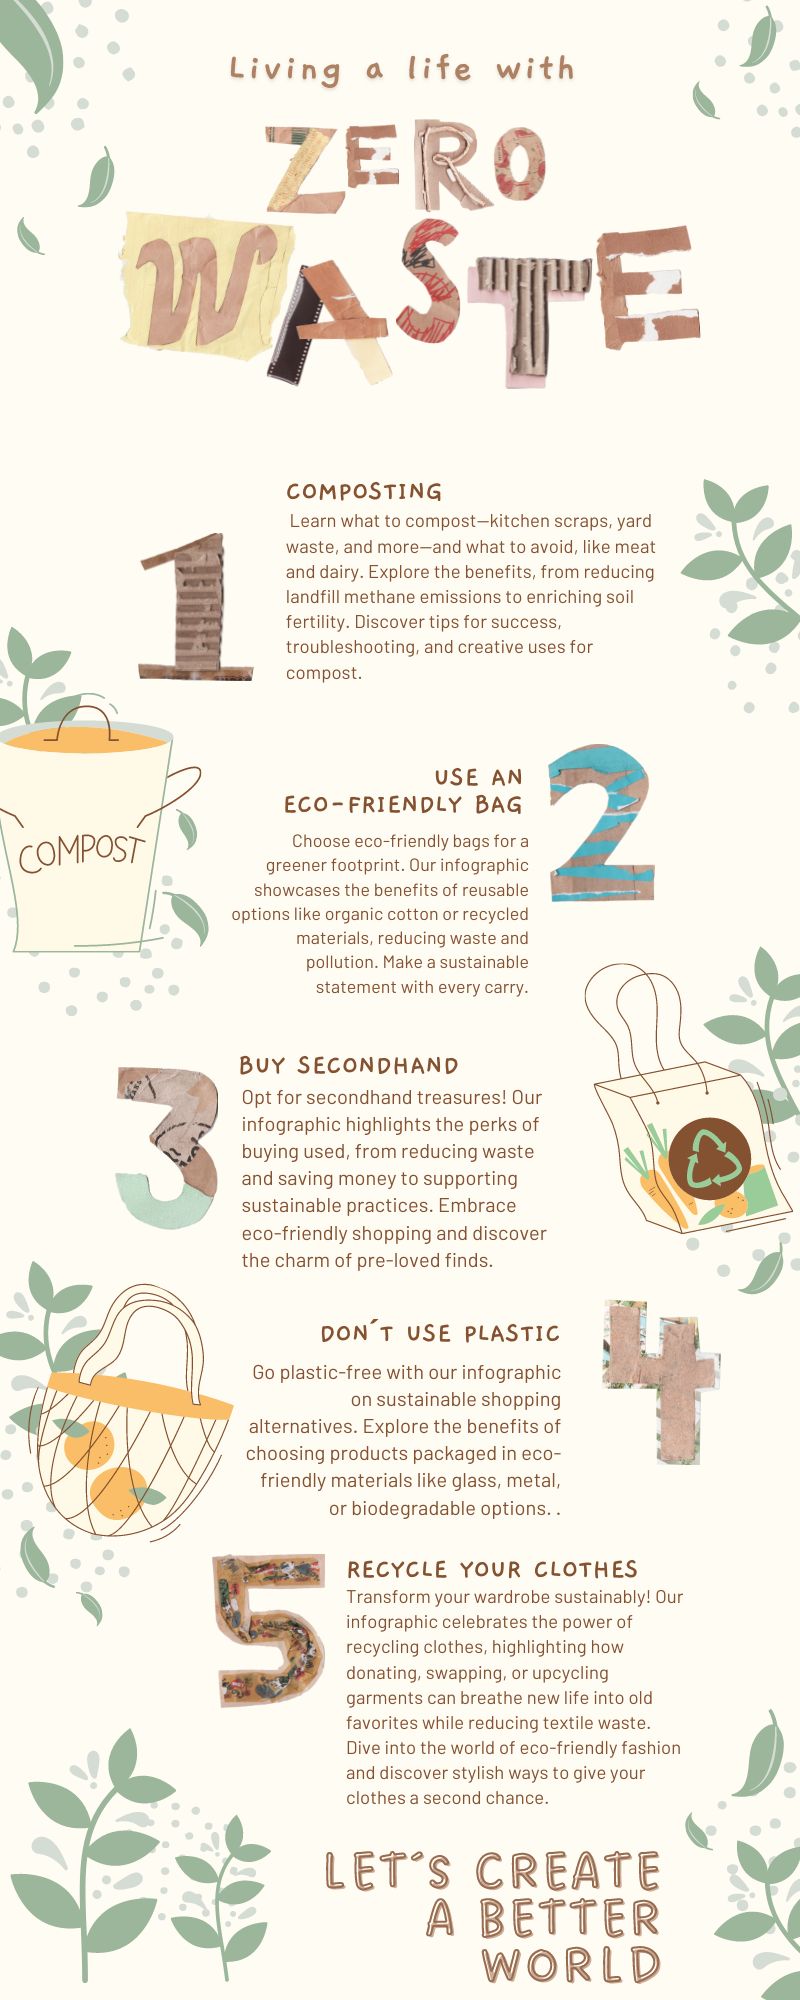 Living a life with
ZERO
WASTE
COMPOSTING
1
Learn what to compost—kitchen scraps, yard
waste, and more—and what to avoid, like meat
and dairy. Explore the benefits, from reducing
landfill methane emissions to enriching soil
fertility. Discover tips for success,
troubleshooting, and creative uses for
compost.
COMPOST
USE AN
ECO-FRIENDLY BAG
2
Choose eco-friendly bags for a
greener footprint. Our infographic
showcases the benefits of reusable
options like organic cotton or recycled
materials, reducing waste and
pollution. Make a sustainable
statement with every carry.
BUY SECONDHAND
3
Opt for secondhand treasures! Our
infographic highlights the perks of
buying used, from reducing waste
and saving money to supporting
sustainable practices. Embrace
eco-friendly shopping and discover
the charm of pre-loved finds.
DON´T USE PLASTIC
4
Go plastic-free with our infographic
on sustainable shopping
alternatives. Explore the benefits of
choosing products packaged in eco-
friendly materials like glass, metal,
or biodegradable options. .
5
RECYCLE YOUR CLOTHES
Transform your wardrobe sustainably! Our
infographic celebrates the power of
recycling clothes, highlighting how
donating, swapping, or upcycling
garments can breathe new life into old
favorites while reducing textile waste.
Dive into the world of eco-friendly fashion
and discover stylish ways to give your
clothes a second chance.
LET´S CREATE
A BETTER
WORLD